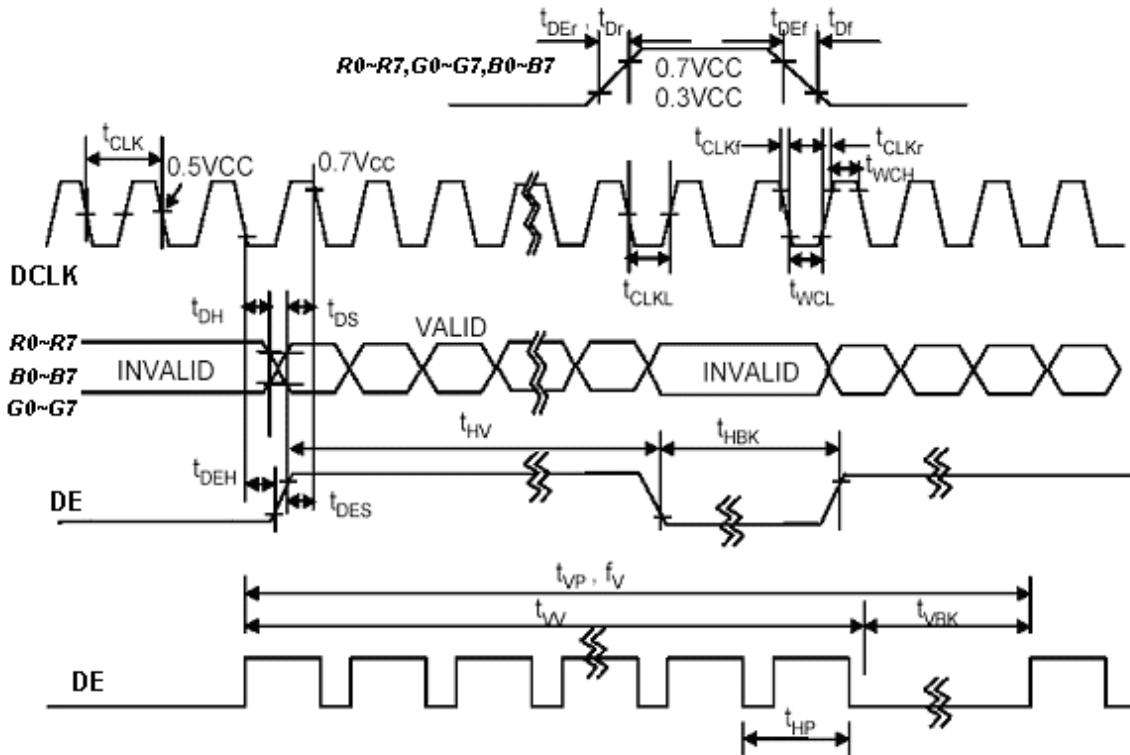 tDEr , tDr
tDEf , tDf
R0~R7,G0~G7,B0~B7
0.7VCC
0.3VCC
tCLK
0.5VCC
0.7Vcc
tCLKf
tCLKr
tWCH
DCLK
tCLKL
tWCL
tDH
tDS
VALID
R0~R7
INVALID
INVALID
B0~B7
G0~G7
tHV
tHBK
tDEH
DE
tDES
tVP , fV
tVV
tVBK
DE
tHP